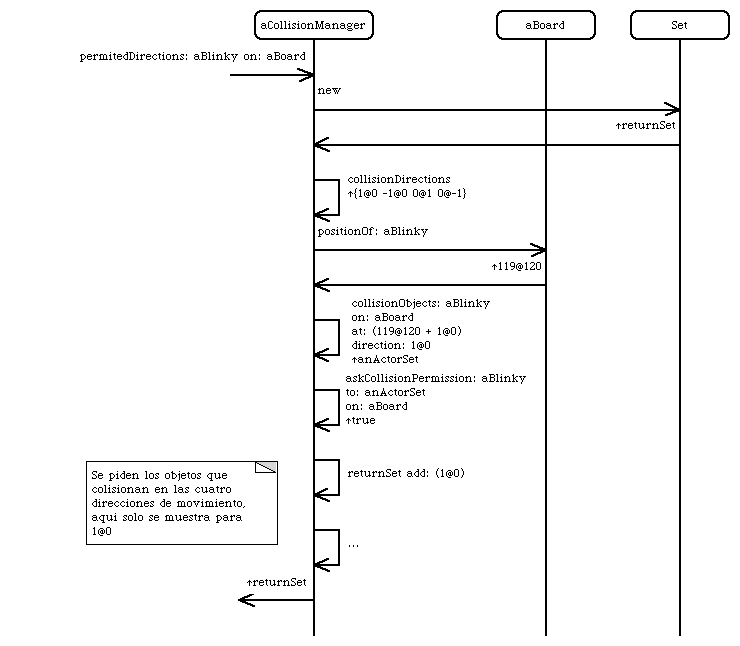 aCollisionManager
aBoard
Set
permitedDirections: aBlinky on: aBoard
new
↑returnSet
collisionDirections
↑{1@0 -1@0 0@1 0@-1}
positionOf: aBlinky
↑119@120
collisionObjects: aBlinky
on: aBoard
at: (119@120 + 1@0)
direction: 1@0
↑anActorSet
askCollisionPermission: aBlinky
to: anActorSet
on: aBoard
↑true
Se piden los objetos que
colisionan en las cuatro
direcciones de movimiento,
aqui solo se muestra para
1@0
returnSet add: (1@0)
...
↑returnSet